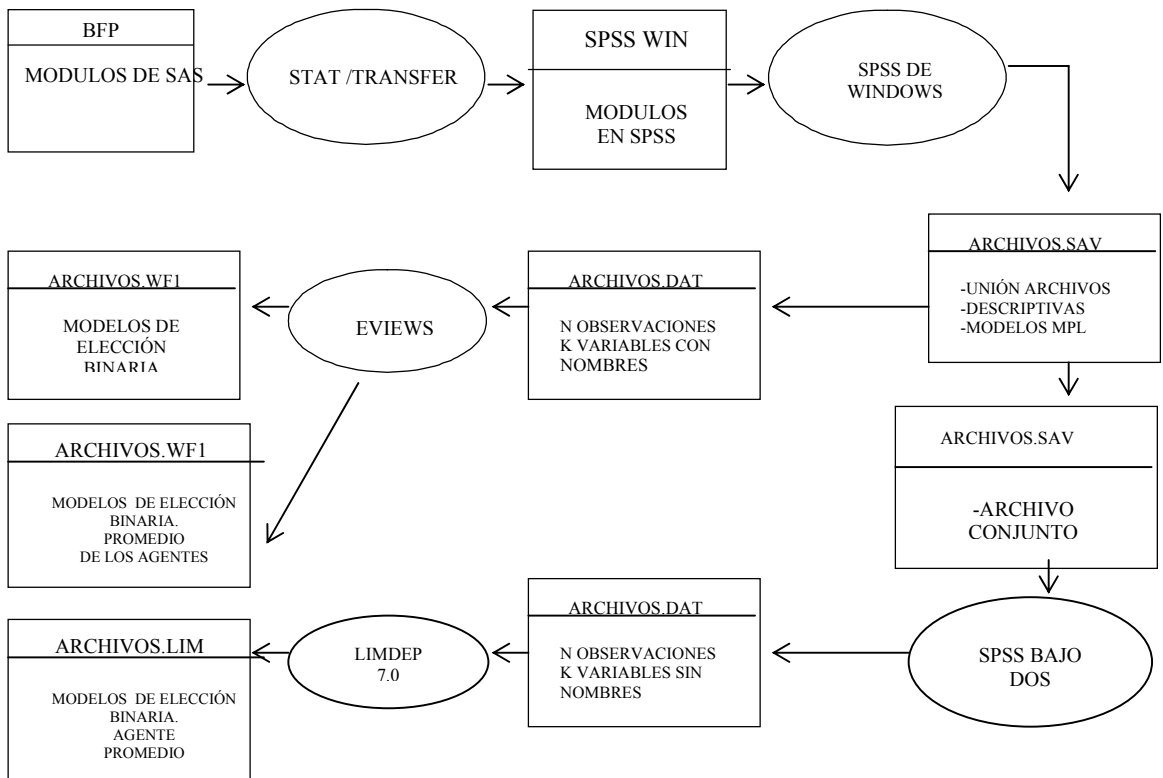 BFP
MODULOS DE SAS
STAT /TRANSFER
SPSS WIN
MODULOS
EN SPSS
SPSS DE
WINDOWS
ARCHIVOS.SAV
-UNIÓN ARCHIVOS
-DESCRIPTIVAS
-MODELOS MPL
ARCHIVOS.DAT
N OBSERVACIONES
K VARIABLES CON
NOMBRES
EVIEWS
ARCHIVOS.WF1
MODELOS DE
ELECCIÓN
BINARIA
ARCHIVOS.WF1
MODELOS DE ELECCIÓN
BINARIA.
PROMEDIO
DE LOS AGENTES
ARCHIVOS.SAV
-ARCHIVO
CONJUNTO
SPSS BAJO
DOS
ARCHIVOS.DAT
N OBSERVACIONES
K VARIABLES SIN
NOMBRES
LIMDEP
7.0
ARCHIVOS.LIM
MODELOS DE ELECCIÓN
BINARIA.
AGENTE
PROMEDIO